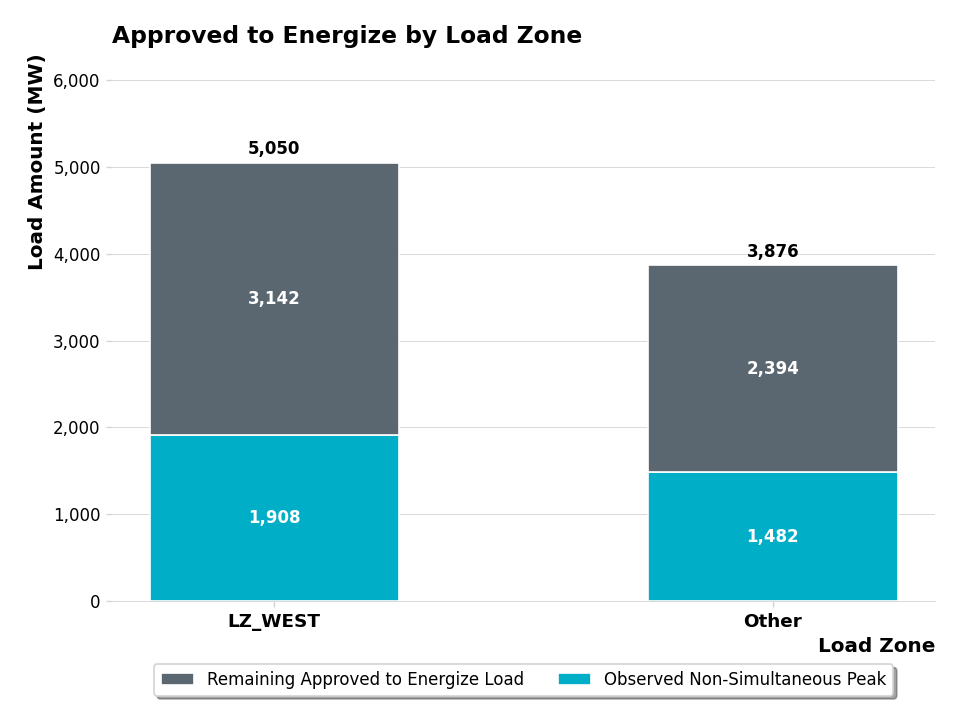 Approved to Energize by Load Zone
Load Amount (MW)
6,000
5,000
4,000
3,000
2,000
1,000
0
5,050
3,142
1,908
3,876
2,394
1,482
LZ_WEST
Other
Load Zone
Remaining Approved to Energize Load
Observed Non-Simultaneous Peak